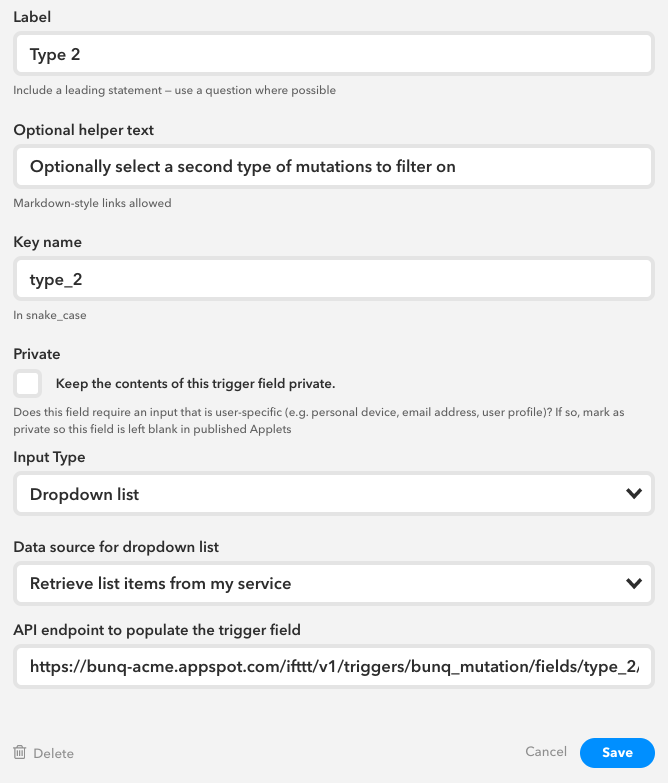 Label
Type 2
Include a leading statement – use a question where possible
Optional helper text
Optionally select a second type of mutations to filter on
Markdown-style links allowed
Key name
type_2
In snake_case
Private
Keep the contents of this trigger field private.
Does this field require an input that is user-specific (e.g. personal device, email address, user profile)? If so, mark as
private so this field is left blank in published Applets
Input Type
Dropdown list
Data source for dropdown list
Retrieve list items from my service
API endpoint to populate the trigger field
https://bunq-acme.appspot.com/ifttt/v1/triggers/bunq_mutation/fields/type_2/
Delete
Cancel
Save